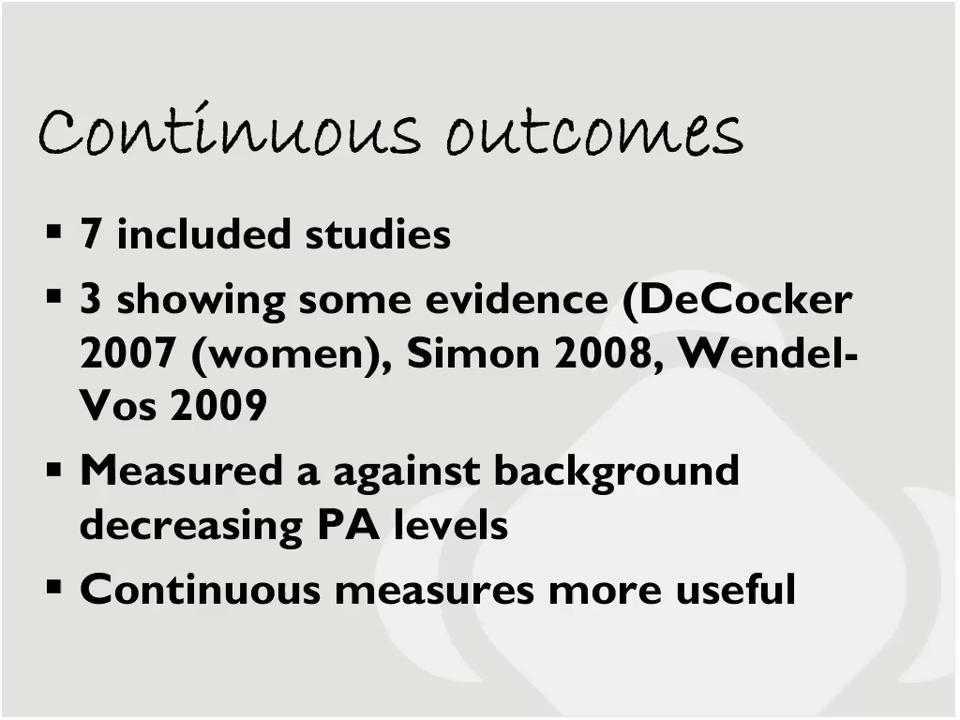 Continuous outcomes
▪ 7 included studies
▪ 3 showing some evidence (DeCocker
2007 (women), Simon 2008, Wendel-
Vos 2009
▪ Measured a against background
decreasing PA levels
▪ Continuous measures more useful